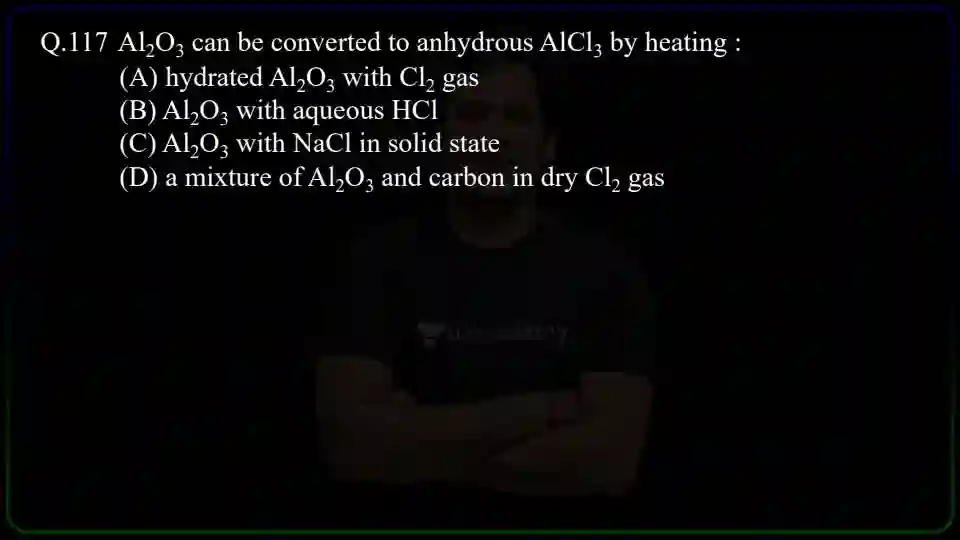 Q.117 Al₂O₃ can be converted to anhydrous AlCl₃ by heating :
(A) hydrated Al₂O₃ with Cl₂ gas
(B) Al₂O₃ with aqueous HCl
(C) Al₂O₃ with NaCl in solid state
(D) a mixture of Al₂O₃ and carbon in dry Cl₂ gas